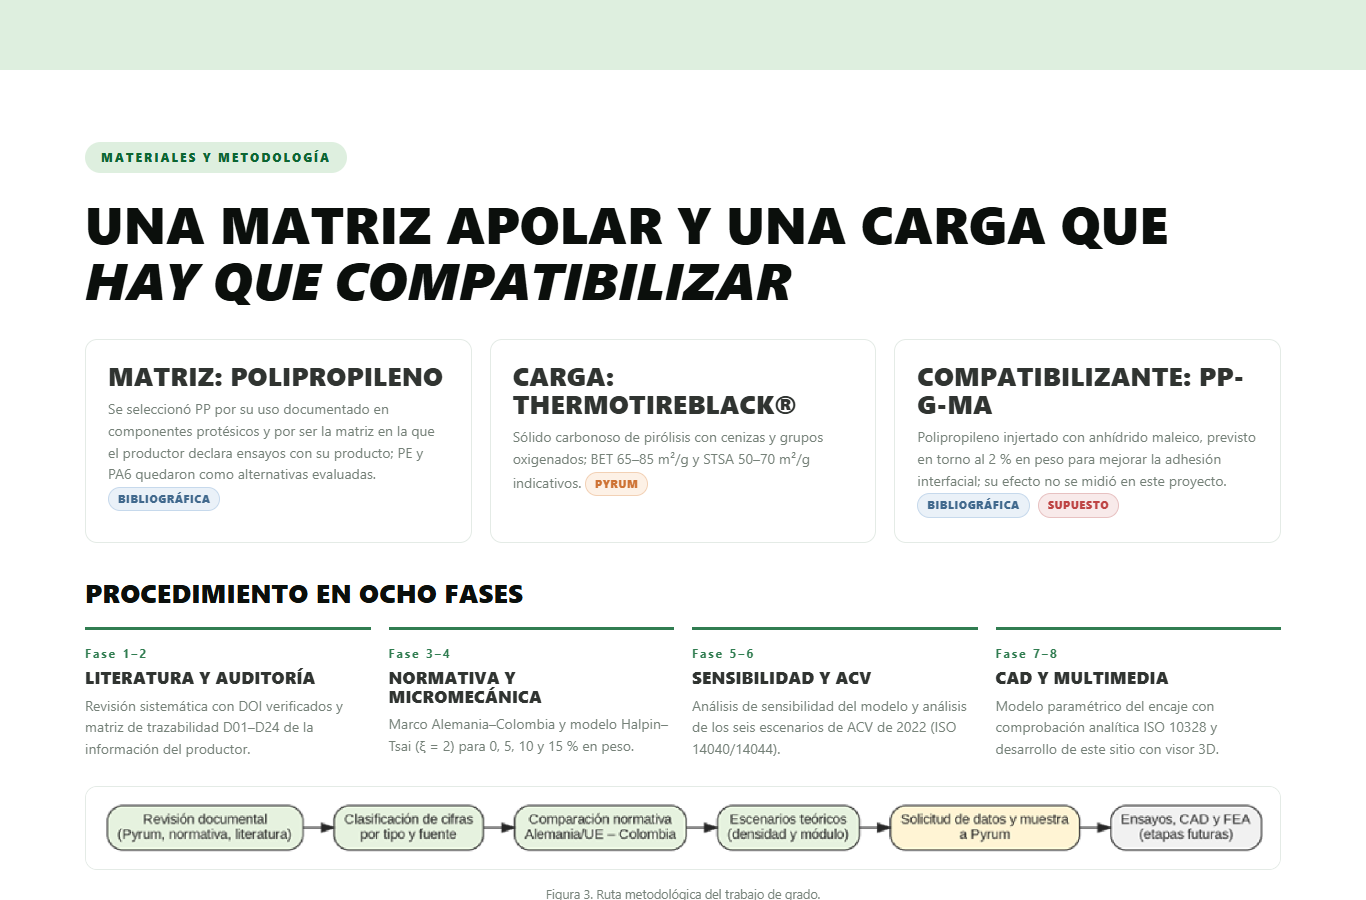 MATERIALES Y METODOLOGÍA
UNA MATRIZ APOLAR Y UNA CARGA QUE
HAY QUE COMPATIBILIZAR
MATRIZ: POLIPROPILENO
Se seleccionó PP por su uso documentado en
componentes protésicos y por ser la matriz en la que
el productor declara ensayos con su producto; PE y
PA6 quedaron como alternativas evaluadas.
BIBLIOGRÁFICA
CARGA:
THERMOTIREBLACK®
Sólido carbonoso de pirólisis con cenizas y grupos
oxigenados; BET 65–85 m²/g y STSA 50–70 m²/g
indicativos. PYRUM
COMPATIBILIZANTE: PP-
G-MA
Polipropileno injertado con anhídrido maleico, previsto
en torno al 2 % en peso para mejorar la adhesión
interfacial; su efecto no se midió en este proyecto.
BIBLIOGRÁFICA SUPUESTO
PROCEDIMIENTO EN OCHO FASES
Fase 1–2
LITERATURA Y AUDITORÍA
Revisión sistemática con DOI verificados y
matriz de trazabilidad D01–D24 de la
información del productor.
Fase 3–4
NORMATIVA Y
MICROMECÁNICA
Marco Alemania–Colombia y modelo Halpin–
Tsai (ξ = 2) para 0, 5, 10 y 15 % en peso.
Fase 5–6
SENSIBILIDAD Y ACV
Análisis de sensibilidad del modelo y análisis
de los seis escenarios de ACV de 2022 (ISO
14040/14044).
Fase 7–8
CAD Y MULTIMEDIA
Modelo paramétrico del encaje con
comprobación analítica ISO 10328 y
desarrollo de este sitio con visor 3D.
Revisión documental
(Pyrum, normativa, literatura)
Clasificación de cifras
por tipo y fuente
Comparación normativa
Alemania/UE – Colombia
Escenarios teóricos
(densidad y módulo)
Solicitud de datos y muestra
a Pyrum
Ensayos, CAD y FEA
(etapas futuras)
Figura 3. Ruta metodológica del trabajo de grado.